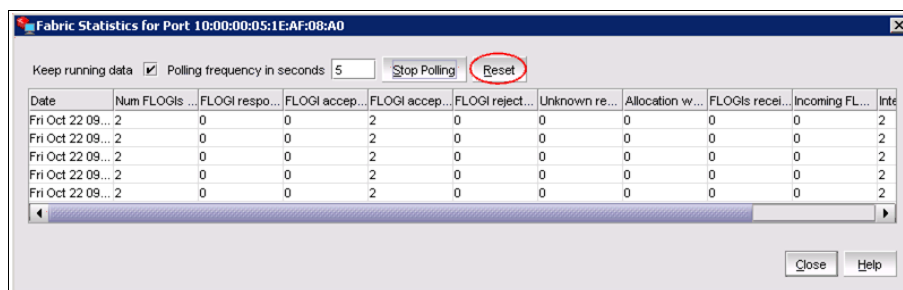 Fabric Statistics for Port 10:00:00:05:1E:AF:08:A0
Keep running data Polling frequency in seconds 5 Stop Polling Reset
Date Num FLOGIs ... FLOGI respo... FLOGI accep... FLOGI accep... FLOGI reject... Unknown re... Allocation w... FLOGIs recei... Incoming FL... Inte
Fri Oct 22 09... 2 0 0 2 0 0 0 0 0 2
Fri Oct 22 09... 2 0 0 2 0 0 0 0 0 2
Fri Oct 22 09... 2 0 0 2 0 0 0 0 0 2
Fri Oct 22 09... 2 0 0 2 0 0 0 0 0 2
Fri Oct 22 09... 2 0 0 2 0 0 0 0 0 2
Close Help